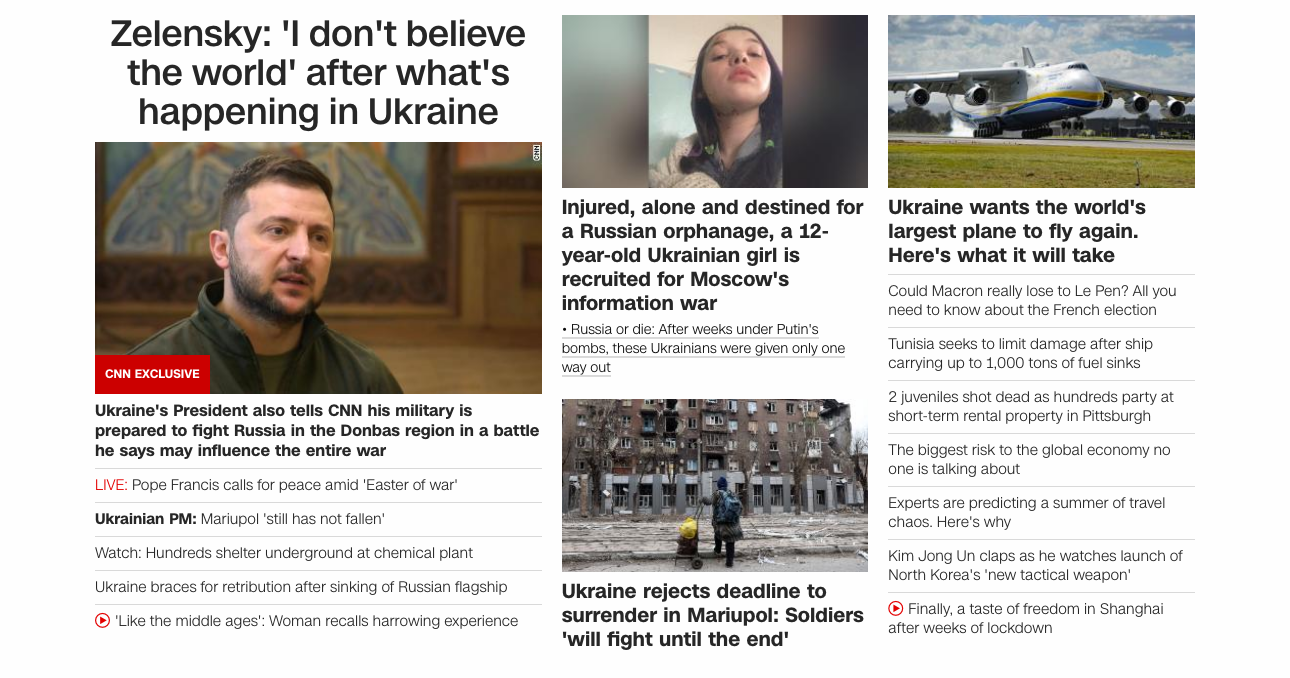 Zelensky: 'I don't believe
the world' after what's
happening in Ukraine
CNN
CNN EXCLUSIVE
Ukraine's President also tells CNN his military is
prepared to fight Russia in the Donbas region in a battle
he says may influence the entire war
LIVE: Pope Francis calls for peace amid 'Easter of war'
Ukrainian PM: Mariupol 'still has not fallen'
Watch: Hundreds shelter underground at chemical plant
Ukraine braces for retribution after sinking of Russian flagship
'Like the middle ages': Woman recalls harrowing experience
Injured, alone and destined for
a Russian orphanage, a 12-
year-old Ukrainian girl is
recruited for Moscow's
information war
• Russia or die: After weeks under Putin's
bombs, these Ukrainians were given only one
way out
Ukraine rejects deadline to
surrender in Mariupol: Soldiers
'will fight until the end'
Ukraine wants the world's
largest plane to fly again.
Here's what it will take
Could Macron really lose to Le Pen? All you
need to know about the French election
Tunisia seeks to limit damage after ship
carrying up to 1,000 tons of fuel sinks
2 juveniles shot dead as hundreds party at
short-term rental property in Pittsburgh
The biggest risk to the global economy no
one is talking about
Experts are predicting a summer of travel
chaos. Here's why
Kim Jong Un claps as he watches launch of
North Korea's 'new tactical weapon'
Finally, a taste of freedom in Shanghai
after weeks of lockdown